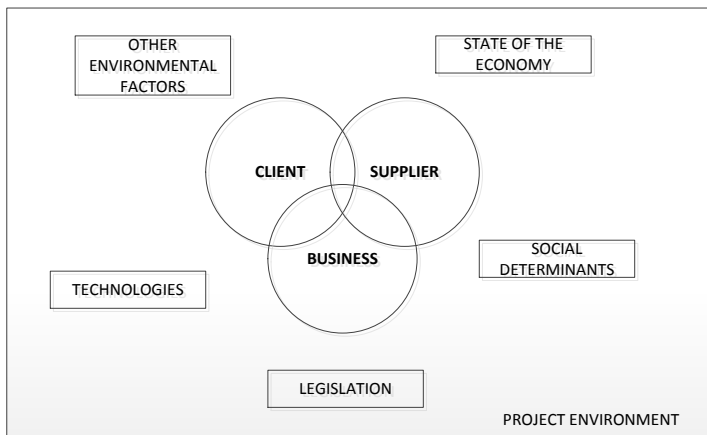 OTHER
ENVIRONMENTAL
FACTORS
STATE OF THE
ECONOMY
CLIENT
SUPPLIER
BUSINESS
SOCIAL
DETERMINANTS
TECHNOLOGIES
LEGISLATION
PROJECT ENVIRONMENT